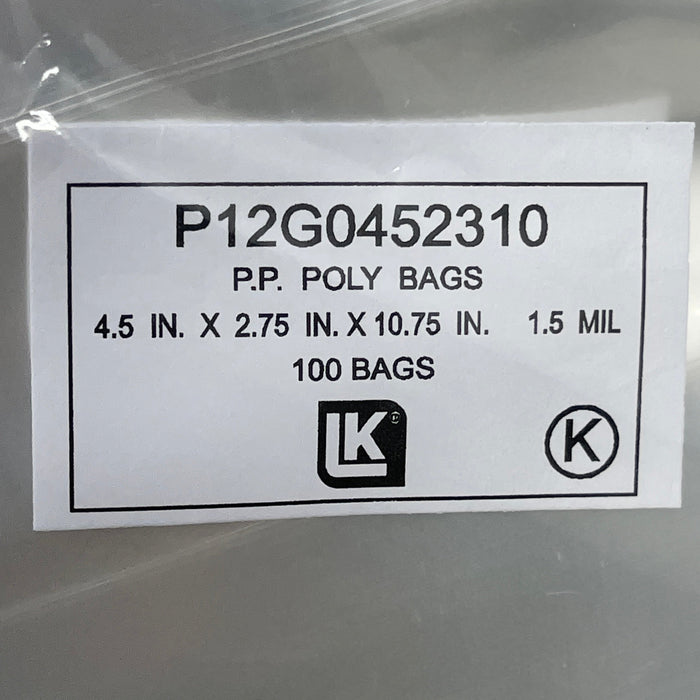 P12G0452310
P.P. POLY BAGS
4.5 IN. X 2.75 IN. X 10.75 IN. 1.5 MIL
100 BAGS
LK®
K